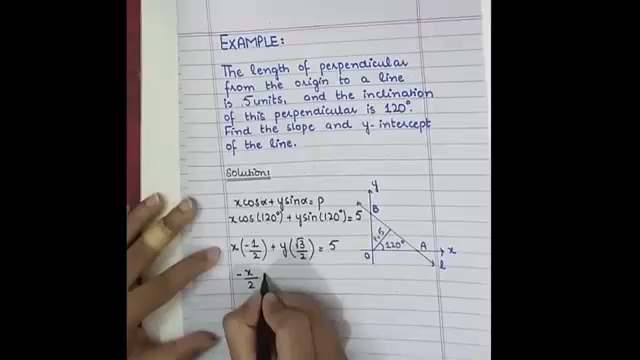 EXAMPLE:
The length of perpendicular
from the origin to a line
is 5 units, and the inclination
of this perpendicular is 120°.
Find the slope and y-intercept
of the line.
Solution:
xcosα+ysinα=p
xcos(120°)+ysin(120°)=5
x(-1/2)+y(√3/2)=5
-x/2
y
B
5
120°
A
x
O
l